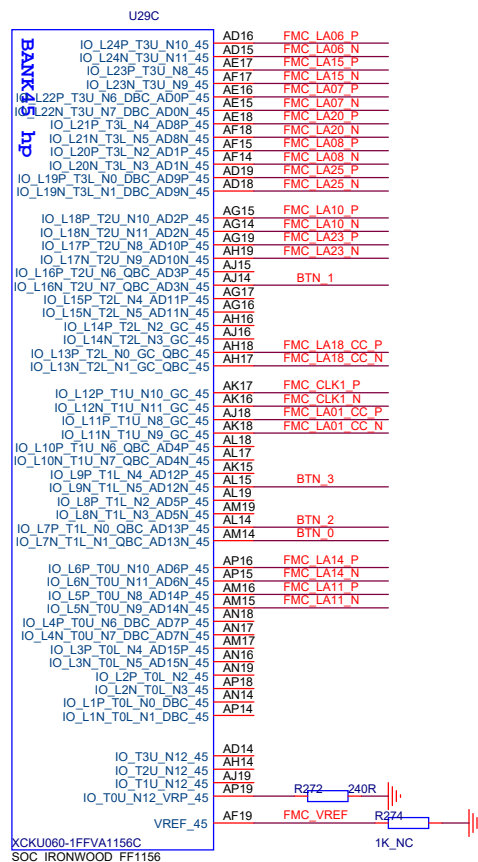 U29C
BANK45 hp
IO_L24P_T3U_N10_45 AD16 FMC_LA06_P
IO_L24N_T3U_N11_45 AD15 FMC_LA06_N
IO_L23P_T3U_N8_45 AE17 FMC_LA15_P
IO_L23N_T3U_N9_45 AF17 FMC_LA15_N
IO_L22P_T3U_N6_DBC_AD0P_45 AE16 FMC_LA07_P
IO_L22N_T3U_N7_DBC_AD0N_45 AE15 FMC_LA07_N
IO_L21P_T3L_N4_AD8P_45 AE18 FMC_LA20_P
IO_L21N_T3L_N5_AD8N_45 AF18 FMC_LA20_N
IO_L20P_T3L_N2_AD1P_45 AF15 FMC_LA08_P
IO_L20N_T3L_N3_AD1N_45 AF14 FMC_LA08_N
IO_L19P_T3L_N0_DBC_AD9P_45 AD19 FMC_LA25_P
IO_L19N_T3L_N1_DBC_AD9N_45 AD18 FMC_LA25_N
IO_L18P_T2U_N10_AD2P_45 AG15 FMC_LA10_P
IO_L18N_T2U_N11_AD2N_45 AG14 FMC_LA10_N
IO_L17P_T2U_N8_AD10P_45 AG19 FMC_LA23_P
IO_L17N_T2U_N9_AD10N_45 AH19 FMC_LA23_N
IO_L16P_T2U_N6_QBC_AD3P_45 AJ15
IO_L16N_T2U_N7_QBC_AD3N_45 AJ14 BTN_1
IO_L15P_T2L_N4_AD11P_45 AG17
IO_L15N_T2L_N5_AD11N_45 AG16
IO_L14P_T2L_N2_GC_45 AH16
IO_L14N_T2L_N3_GC_45 AJ16
IO_L13P_T2L_N0_GC_QBC_45 AH18 FMC_LA18_CC_P
IO_L13N_T2L_N1_GC_QBC_45 AH17 FMC_LA18_CC_N
IO_L12P_T1U_N10_GC_45 AK17 FMC_CLK1_P
IO_L12N_T1U_N11_GC_45 AK16 FMC_CLK1_N
IO_L11P_T1U_N8_GC_45 AJ18 FMC_LA01_CC_P
IO_L11N_T1U_N9_GC_45 AK18 FMC_LA01_CC_N
IO_L10P_T1U_N6_QBC_AD4P_45 AL18
IO_L10N_T1U_N7_QBC_AD4N_45 AL17
IO_L9P_T1L_N4_AD12P_45 AK15
IO_L9N_T1L_N5_AD12N_45 AL15 BTN_3
IO_L8P_T1L_N2_AD5P_45 AL19
IO_L8N_T1L_N3_AD5N_45 AM19
IO_L7P_T1L_N0_QBC_AD13P_45 AL14 BTN_2
IO_L7N_T1L_N1_QBC_AD13N_45 AM14 BTN_0
IO_L6P_T0U_N10_AD6P_45 AP16 FMC_LA14_P
IO_L6N_T0U_N11_AD6N_45 AP15 FMC_LA14_N
IO_L5P_T0U_N8_AD14P_45 AM16 FMC_LA11_P
IO_L5N_T0U_N9_AD14N_45 AM15 FMC_LA11_N
IO_L4P_T0U_N6_DBC_AD7P_45 AN18
IO_L4N_T0U_N7_DBC_AD7N_45 AN17
IO_L3P_T0L_N4_AD15P_45 AM17
IO_L3N_T0L_N5_AD15N_45 AN16
IO_L2P_T0L_N2_45 AN19
IO_L2N_T0L_N3_45 AP18
IO_L1P_T0L_N0_DBC_45 AN14
IO_L1N_T0L_N1_DBC_45 AP14
IO_T3U_N12_45 AD14
IO_T2U_N12_45 AH14
IO_T1U_N12_45 AJ19
IO_T0U_N12_VRP_45 AP19 R272 240R
VREF_45 AF19 FMC_VREF R274
XCKU060-1FFVA1156C 1K_NC
SOC_IRONWOOD_FF1156